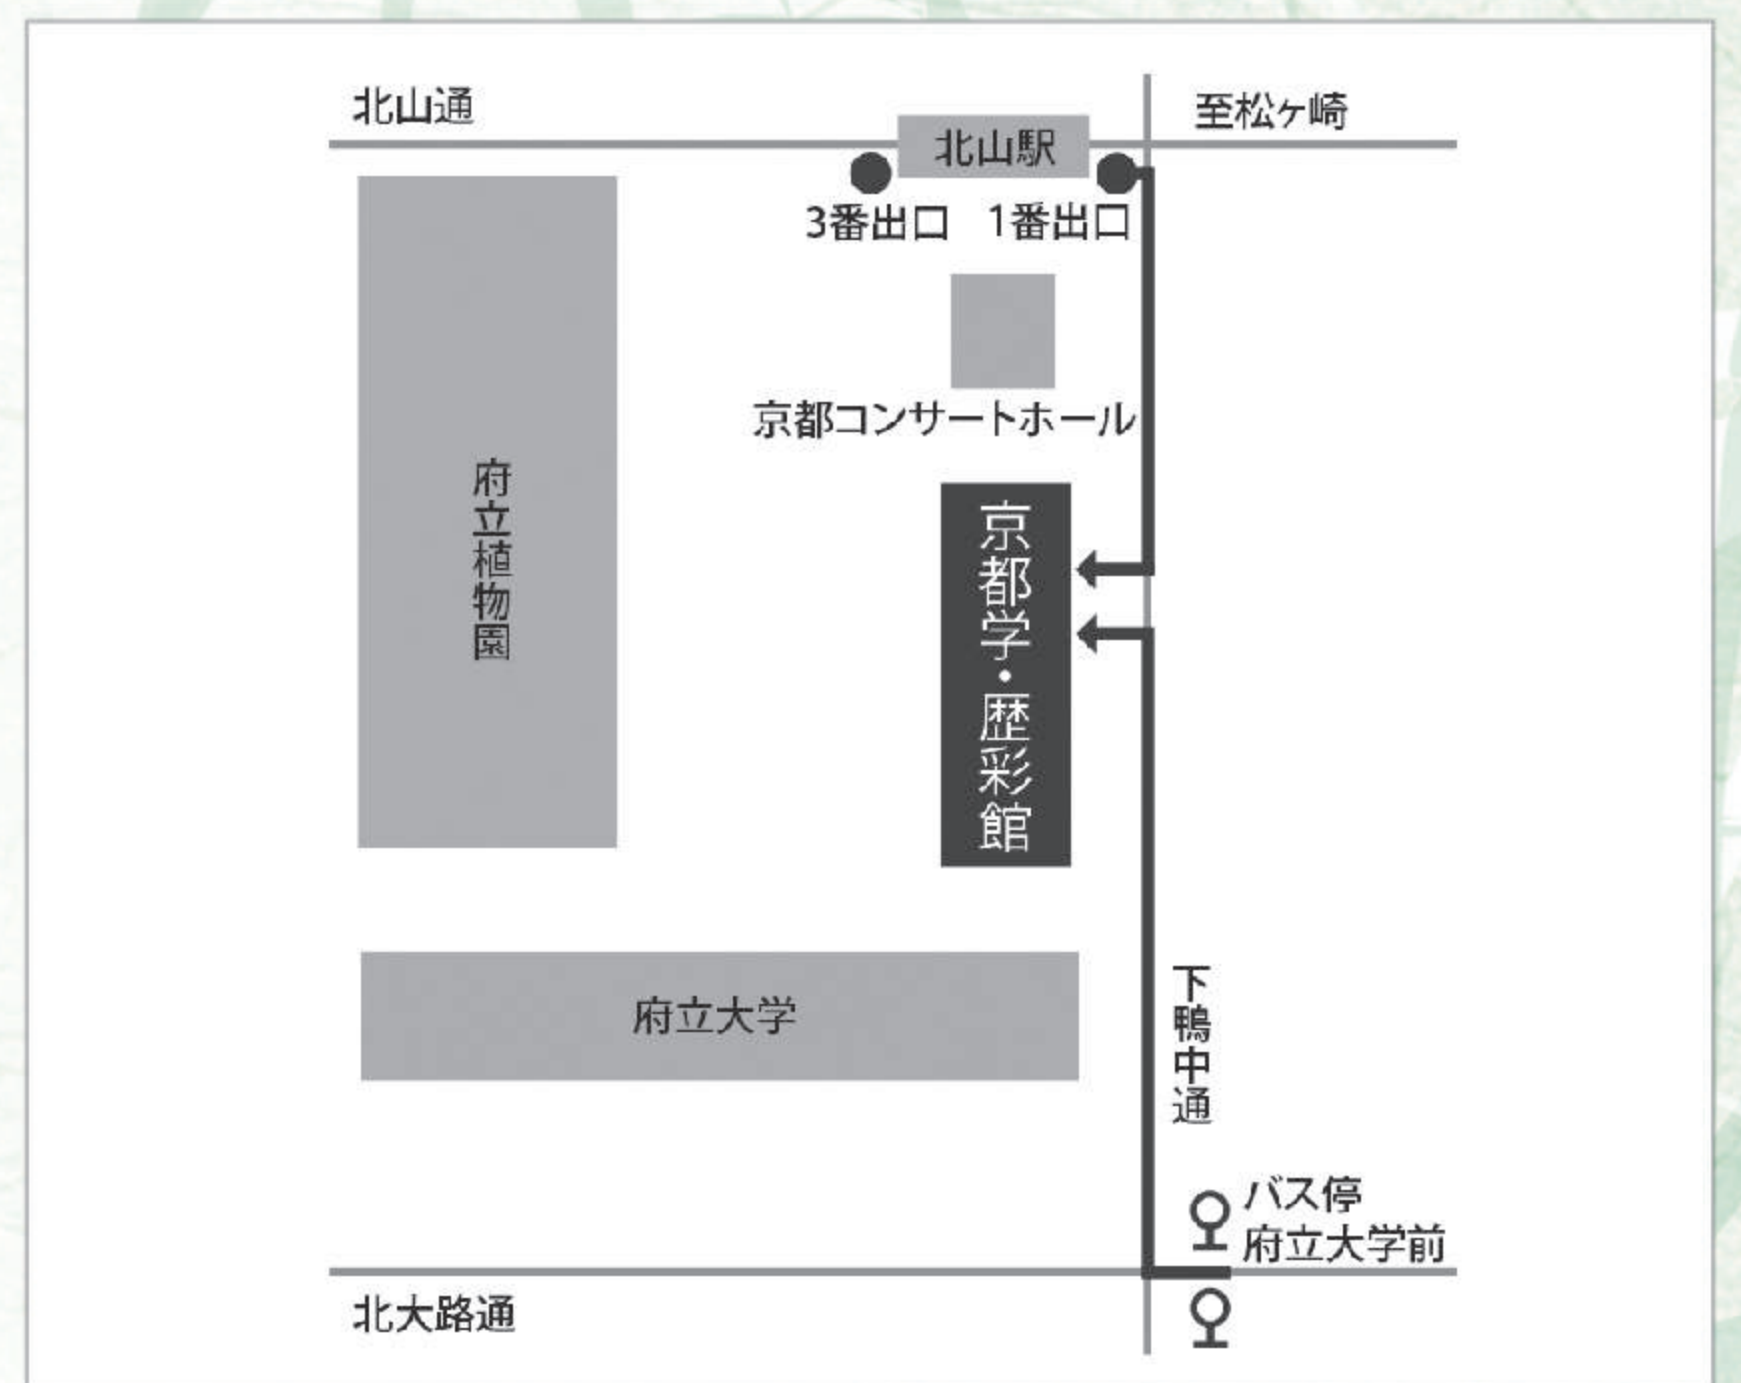 北山通
北山駅
至松ヶ崎
3番出口
1番出口
京都コンサートホール
府立植物園
京都学・歴彩館
府立大学
下鴨中通
バス停
府立大学前
北大路通